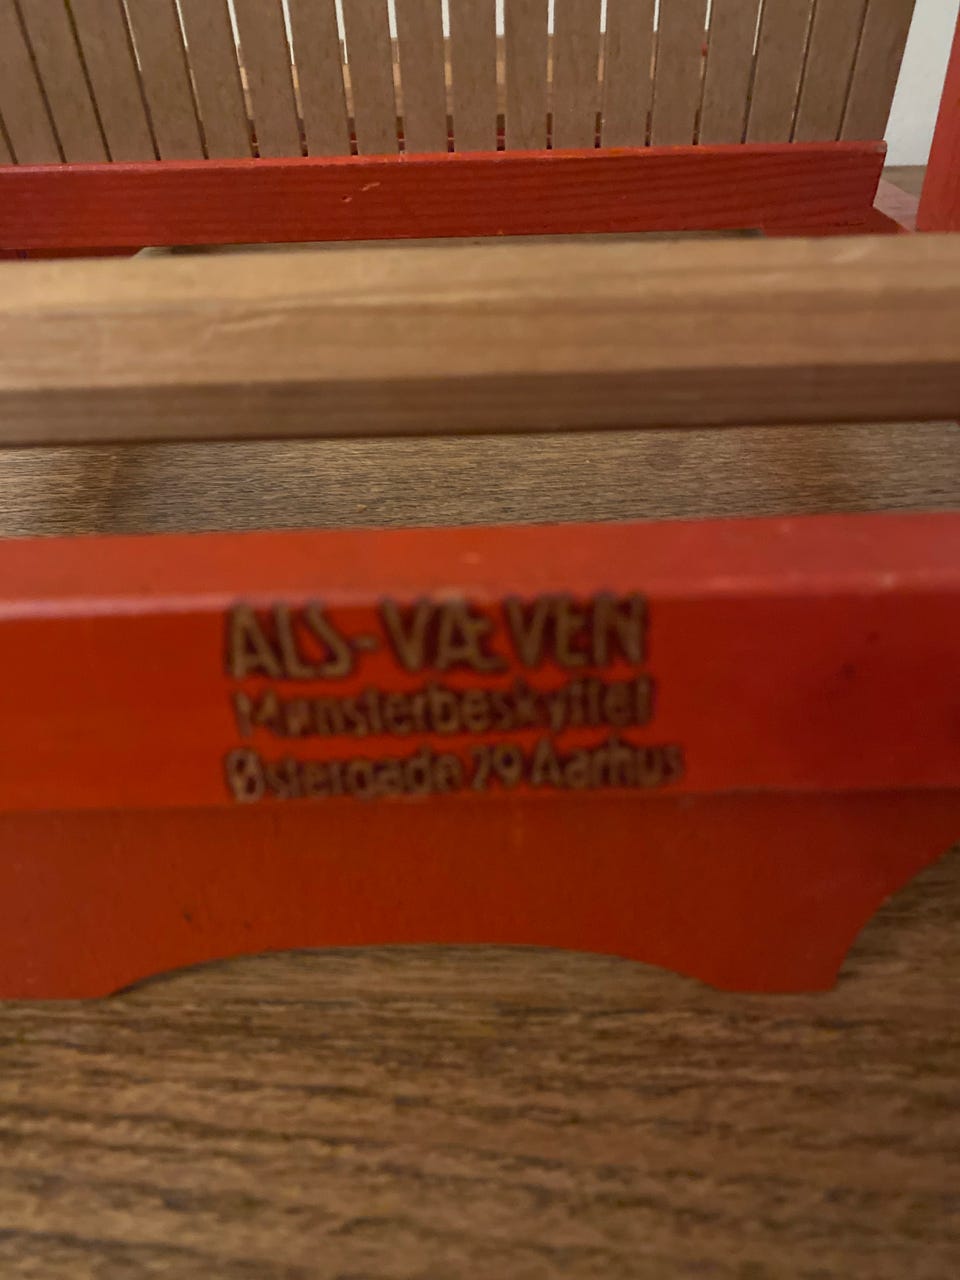 ALS-VÆVEN
Mønsterbeskyttet
Østergade 29 Aarhus